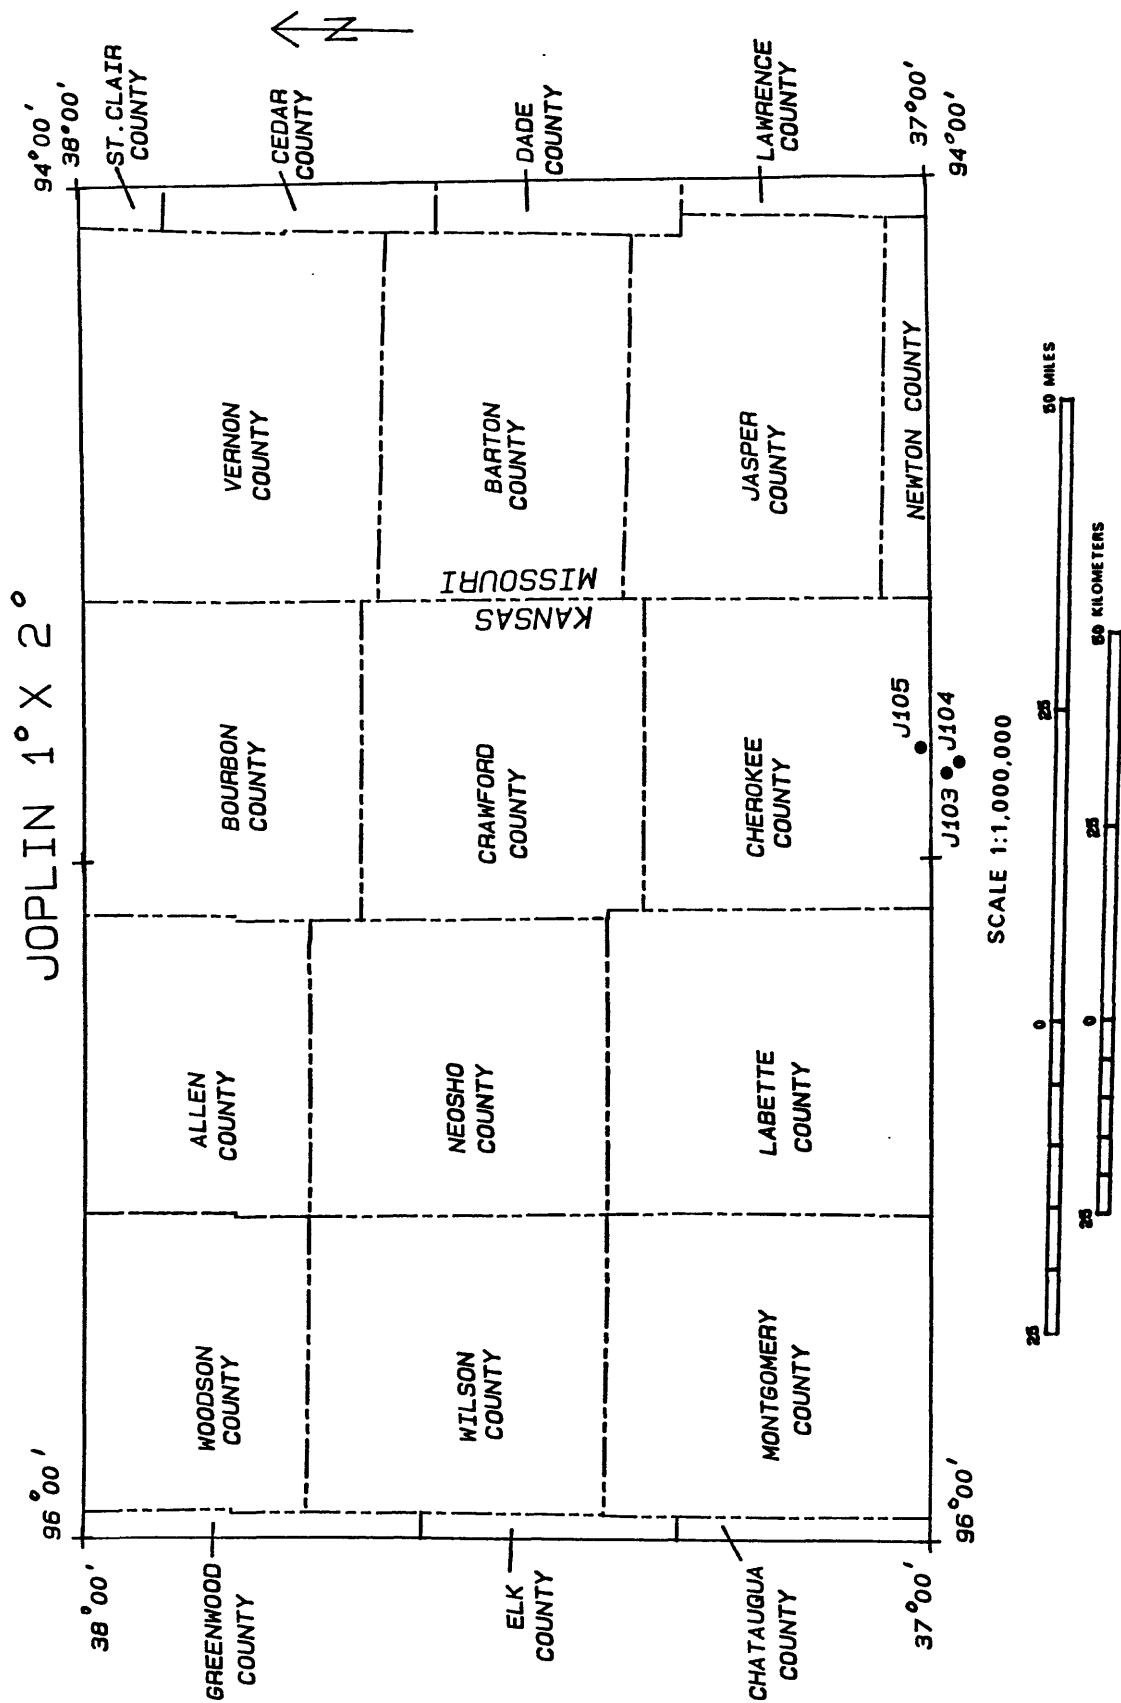 JOPLIN 1° X 2°
96°00'
94°00'
38°00'
38°00'
N
ST. CLAIR
COUNTY
CEDAR
COUNTY
DADE
COUNTY
LAWRENCE
COUNTY
GREENWOOD
COUNTY
ELK
COUNTY
CHATAUQUA
COUNTY
WOODSON
COUNTY
ALLEN
COUNTY
BOURBON
COUNTY
VERNON
COUNTY
WILSON
COUNTY
NEOSHO
COUNTY
CRAWFORD
COUNTY
KANSAS
MISSOURI
BARTON
COUNTY
MONTGOMERY
COUNTY
LABETTE
COUNTY
CHEROKEE
COUNTY
JASPER
COUNTY
NEWTON COUNTY
J105
J103
J104
37°00'
37°00'
96°00'
94°00'
SCALE 1:1,000,000
25 0 25 50 MILES
25 0 25 50 KILOMETERS